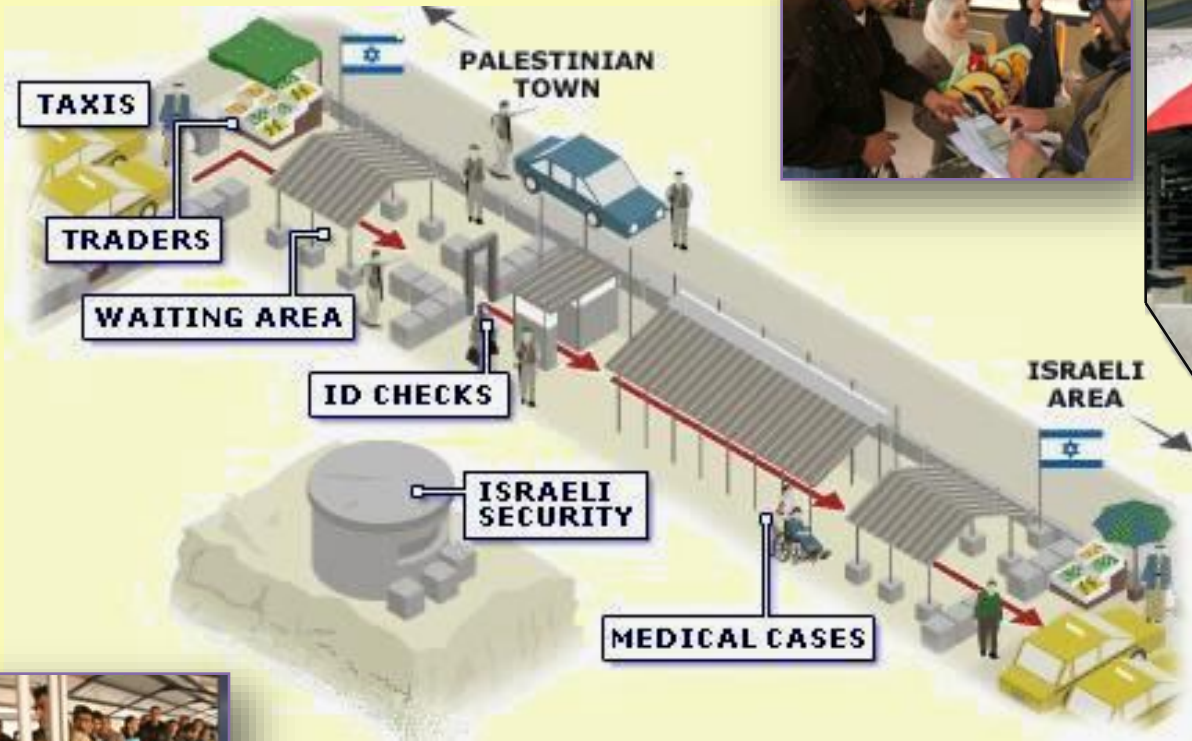 PALESTINIAN
TOWN
TAXIS
TRADERS
WAITING AREA
ID CHECKS
ISRAELI
AREA
ISRAELI
SECURITY
MEDICAL CASES